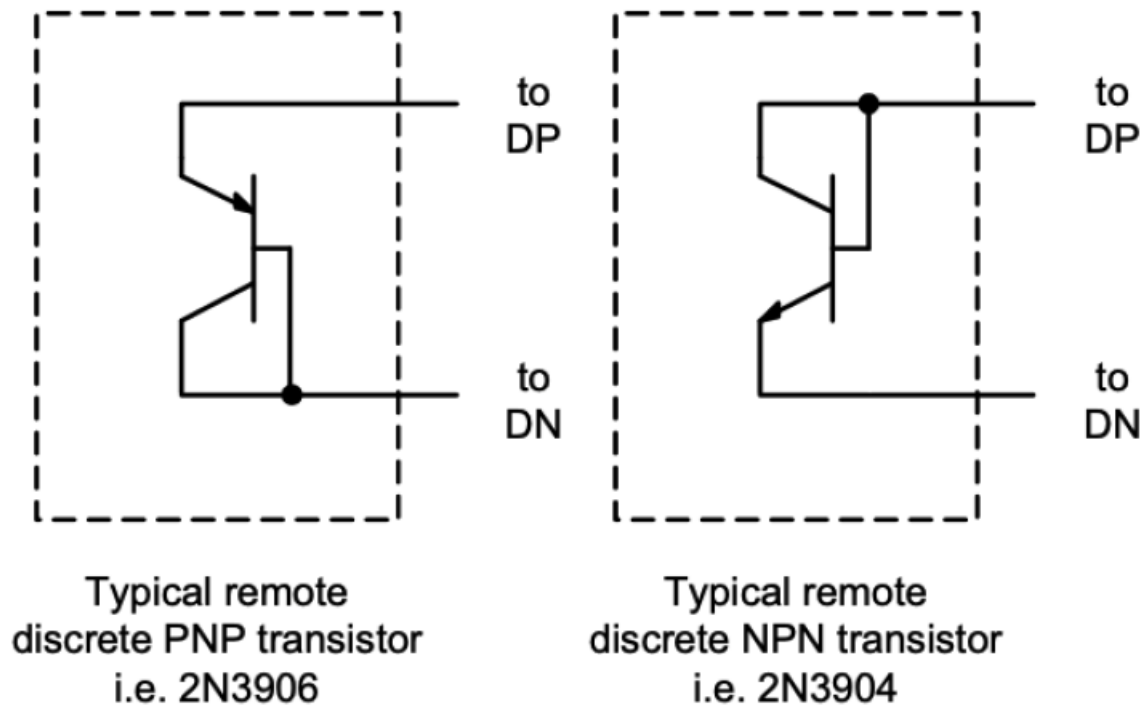 to
DP
to
DN
to
DP
to
DN
Typical remote
discrete PNP transistor
i.e. 2N3906
Typical remote
discrete NPN transistor
i.e. 2N3904